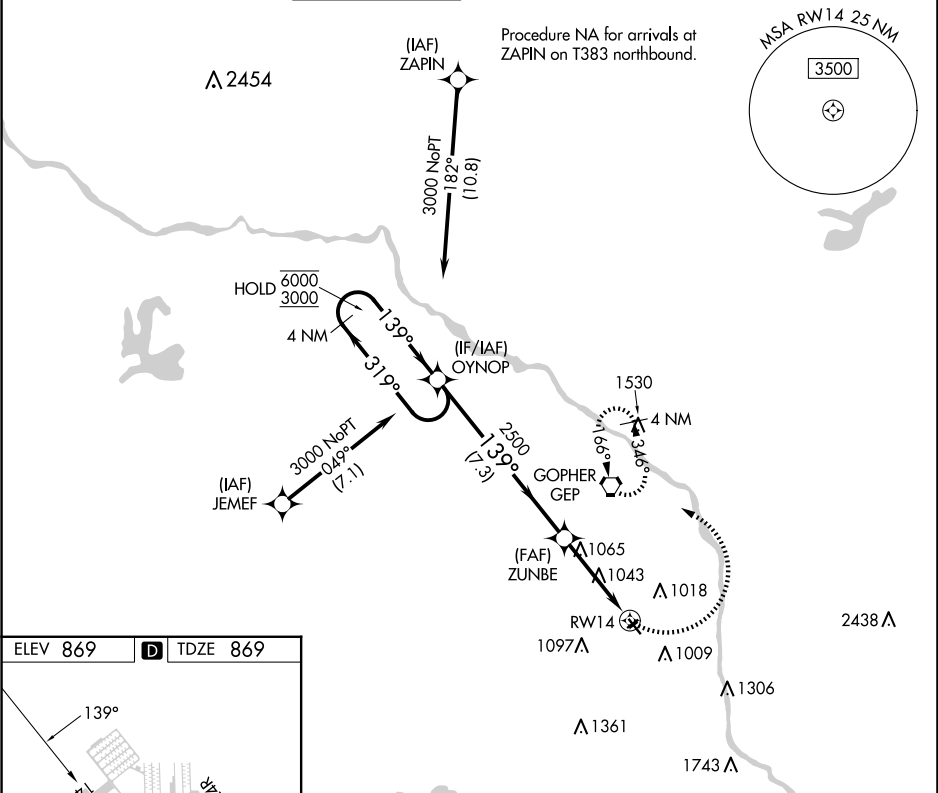 MSA RW14 25 NM
3500
(IAF)
ZAPIN
Procedure NA for arrivals at
ZAPIN on T383 northbound.
2454
3000 NoPT
182°
(10.8)
HOLD 6000
3000
4 NM
139°
319°
(IF/IAF)
OYNOP
1530
4 NM
166°
346°
3000 NoPT
049°
(7.1)
(IAF)
JEMEF
2500
139°
(7.3)
GOPHER
GEP
(FAF)
ZUNBE
1065
1043
1018
RW14
2438
1097
1009
1306
1361
1743
ELEV 869
D
TDZE 869
139°
14